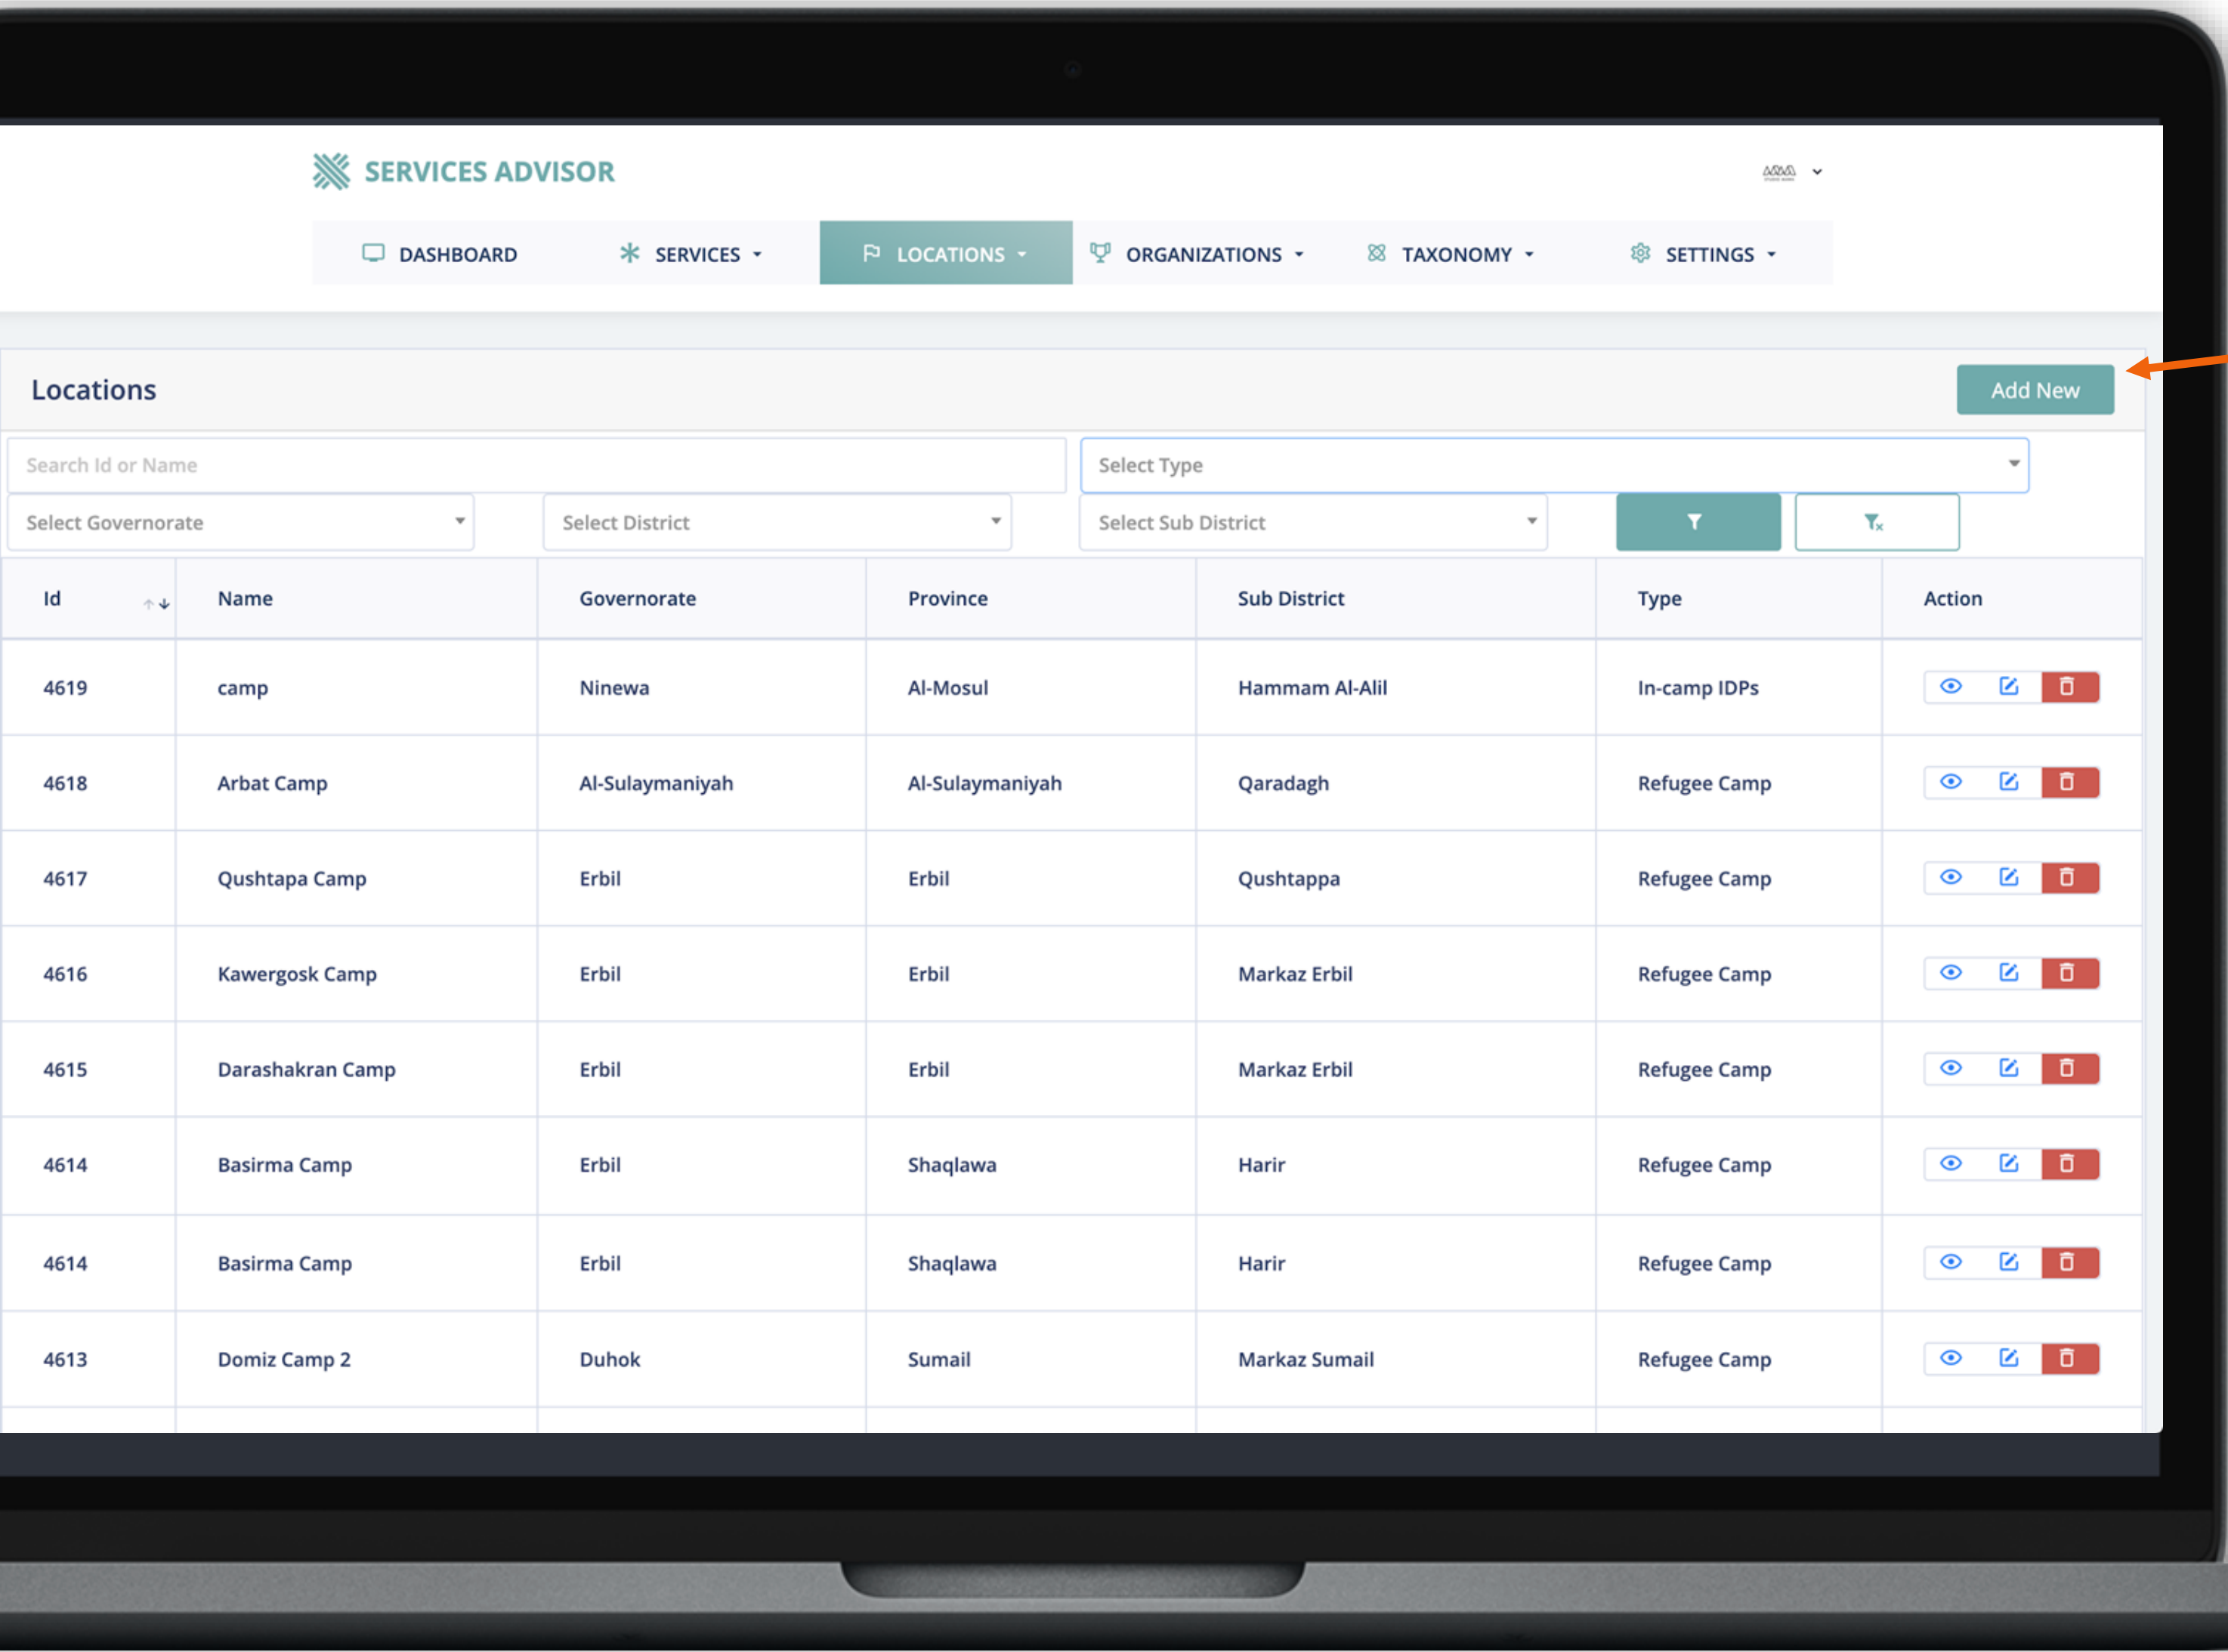 SERVICES ADVISOR
DASHBOARD SERVICES LOCATIONS ORGANIZATIONS TAXONOMY SETTINGS
Locations Add New
Search Id or Name Select Type
Select Governorate Select District Select Sub District
Id Name Governorate Province Sub District Type Action
4619 camp Ninewa Al-Mosul Hammam Al-Alil In-camp IDPs
4618 Arbat Camp Al-Sulaymaniyah Al-Sulaymaniyah Qaradagh Refugee Camp
4617 Qushtapa Camp Erbil Erbil Qushtappa Refugee Camp
4616 Kawergosk Camp Erbil Erbil Markaz Erbil Refugee Camp
4615 Darashakran Camp Erbil Erbil Markaz Erbil Refugee Camp
4614 Basirma Camp Erbil Shaqlawa Harir Refugee Camp
4614 Basirma Camp Erbil Shaqlawa Harir Refugee Camp
4613 Domiz Camp 2 Duhok Sumail Markaz Sumail Refugee Camp